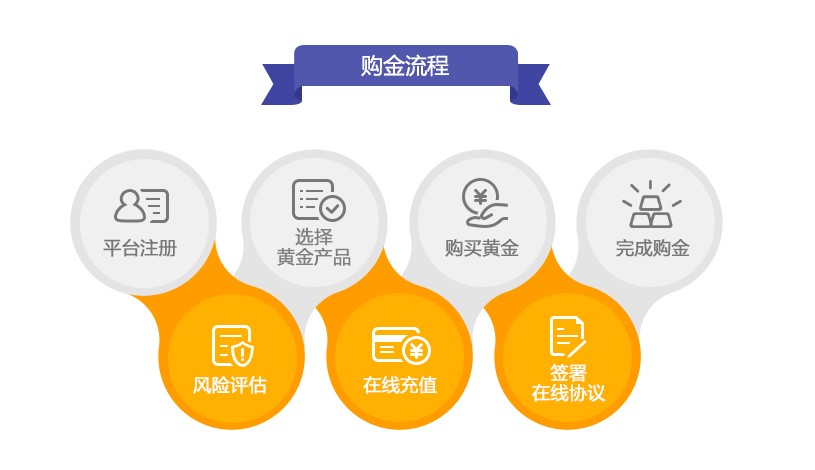 购金流程
平台注册
风险评估
选择
黄金产品
在线充值
购买黄金
签署
在线协议
完成购金